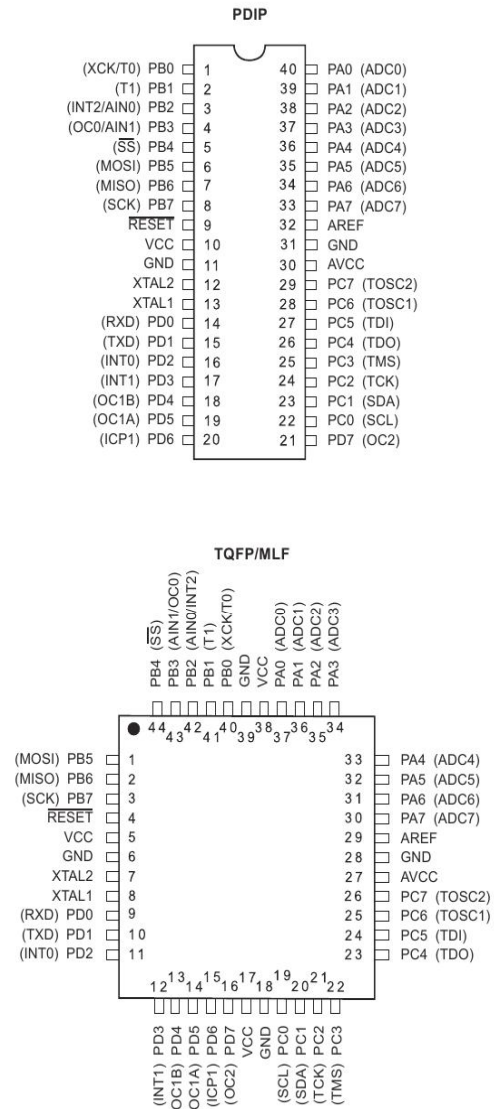 PDIP
(XCK/T0) PB0 1 40 PA0 (ADC0)
(T1) PB1 2 39 PA1 (ADC1)
(INT2/AIN0) PB2 3 38 PA2 (ADC2)
(OC0/AIN1) PB3 4 37 PA3 (ADC3)
(SS) PB4 5 36 PA4 (ADC4)
(MOSI) PB5 6 35 PA5 (ADC5)
(MISO) PB6 7 34 PA6 (ADC6)
(SCK) PB7 8 33 PA7 (ADC7)
RESET 9 32 AREF
VCC 10 31 GND
GND 11 30 AVCC
XTAL2 12 29 PC7 (TOSC2)
XTAL1 13 28 PC6 (TOSC1)
(RXD) PD0 14 27 PC5 (TDI)
(TXD) PD1 15 26 PC4 (TDO)
(INT0) PD2 16 25 PC3 (TMS)
(INT1) PD3 17 24 PC2 (TCK)
(OC1B) PD4 18 23 PC1 (SDA)
(OC1A) PD5 19 22 PC0 (SCL)
(ICP1) PD6 20 21 PD7 (OC2)
TQFP/MLF
PB4 (SS)
PB3 (AIN1/OC0)
PB2 (AIN0/INT2)
PB1 (T1)
PB0 (XCK/T0)
GND
VCC
PA0 (ADC0)
PA1 (ADC1)
PA2 (ADC2)
PA3 (ADC3)
44 43 42 41 40 39 38 37 36 35 34
(MOSI) PB5 1 33 PA4 (ADC4)
(MISO) PB6 2 32 PA5 (ADC5)
(SCK) PB7 3 31 PA6 (ADC6)
RESET 4 30 PA7 (ADC7)
VCC 5 29 AREF
GND 6 28 GND
XTAL2 7 27 AVCC
XTAL1 8 26 PC7 (TOSC2)
(RXD) PD0 9 25 PC6 (TOSC1)
(TXD) PD1 10 24 PC5 (TDI)
(INT0) PD2 11 23 PC4 (TDO)
12 13 14 15 16 17 18 19 20 21 22
(INT1) PD3
OC1B) PD4
OC1A) PD5
(ICP1) PD6
(OC2) PD7
VCC
GND
(SCL) PC0
(SDA) PC1
(TCK) PC2
(TMS) PC3